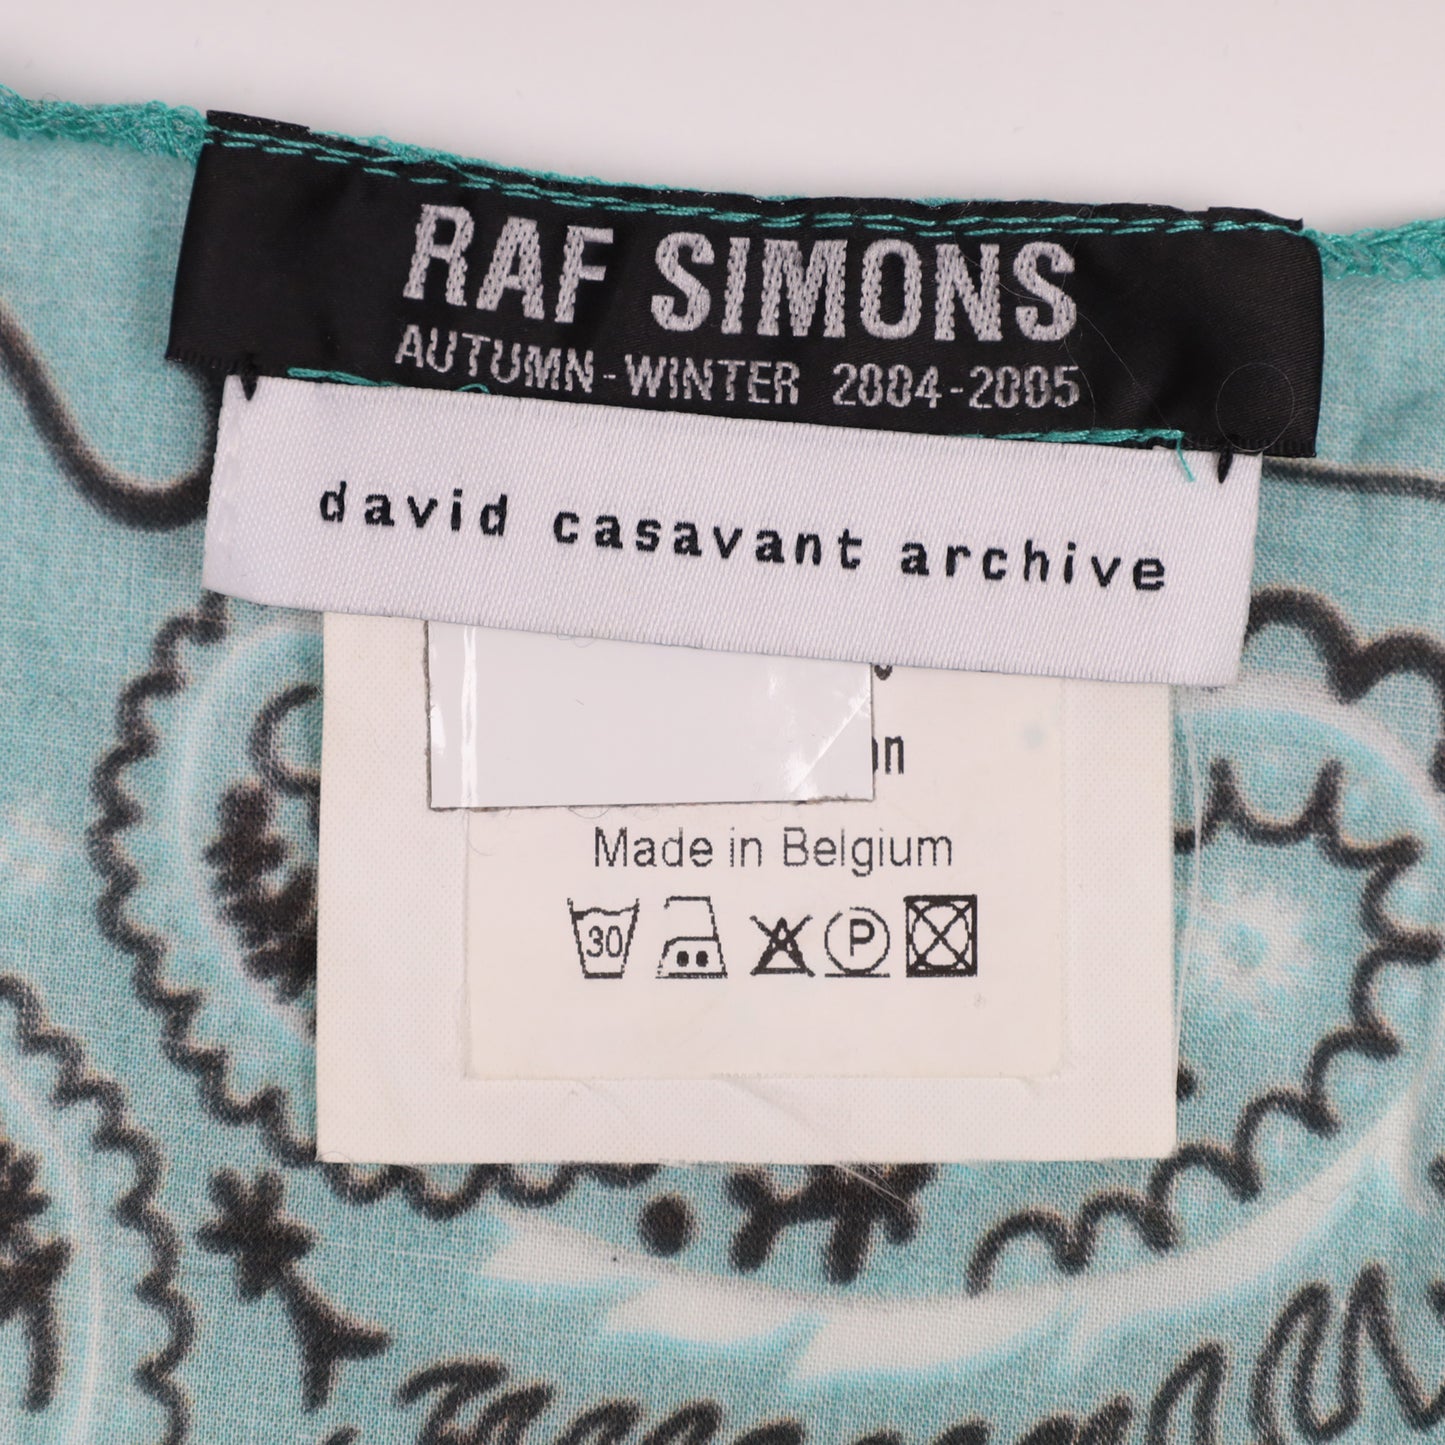 RAF SIMONS
AUTUMN-WINTER 2004-2005
david casavant archive
Made in Belgium
30
P